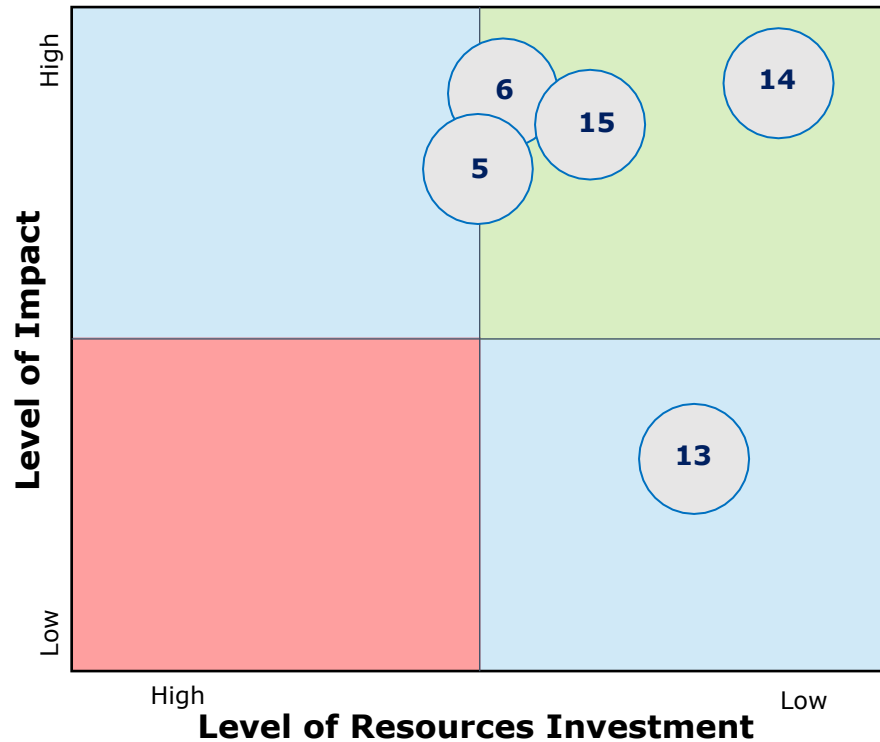 High
14
6
15
5
Level of Impact
13
Low
High
Low
Level of Resources Investment